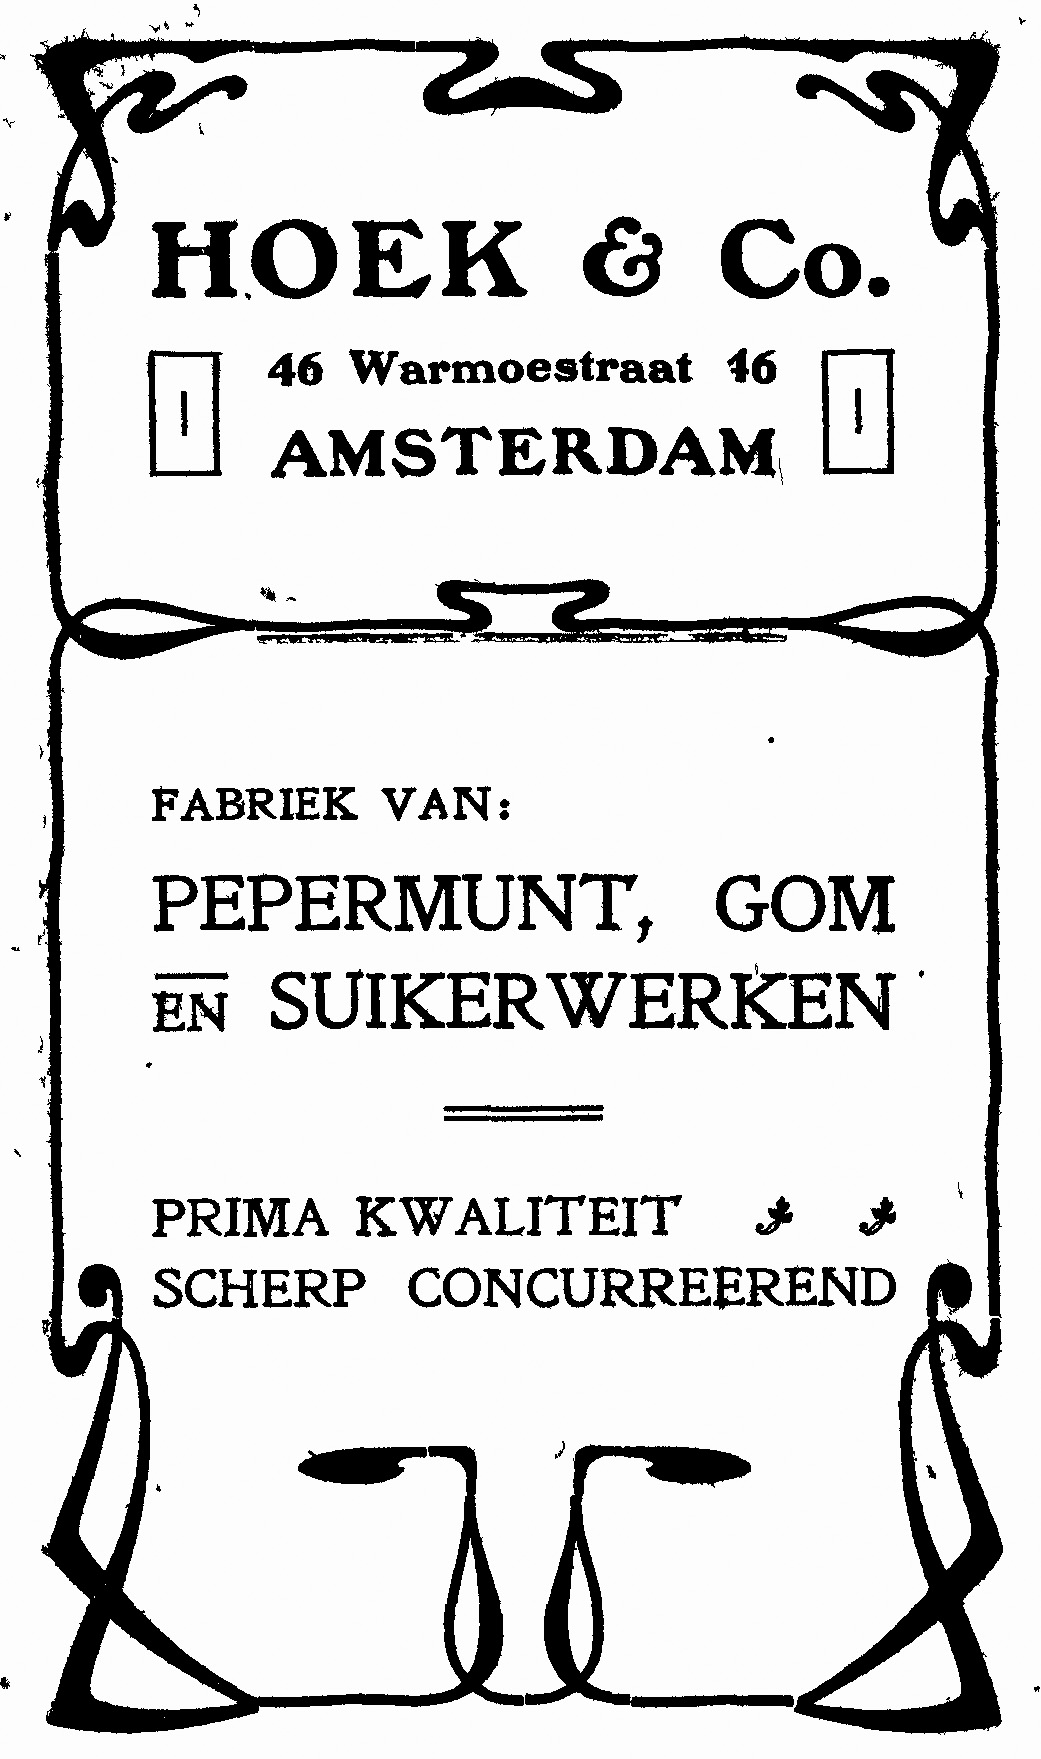 HOEK & Co.
46 Warmoestraat 46
AMSTERDAM
FABRIEK VAN:
PEPERMUNT, GOM
EN SUIKERWERKEN
PRIMA KWALITEIT
SCHERP CONCURREEREND